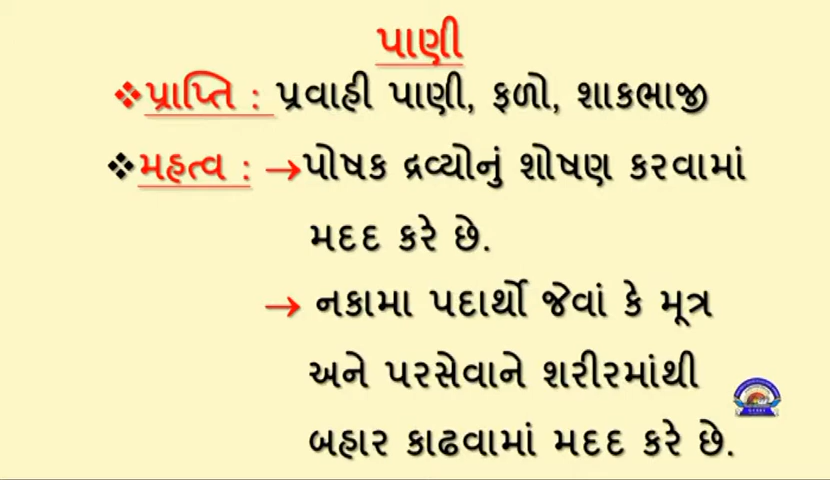 પાણી
❖પ્રાપ્તિ : પ્રવાહી પાણી, ફળો, શાકભાજી
❖મહત્વ : →પોષક દ્રવ્યોનું શોષણ કરવામાં
મદદ કરે છે.
→ નકામા પદાર્થો જેવાં કે મૂત્ર
અને પરસેવાને શરીરમાંથી
બહાર કાઢવામાં મદદ કરે છે.